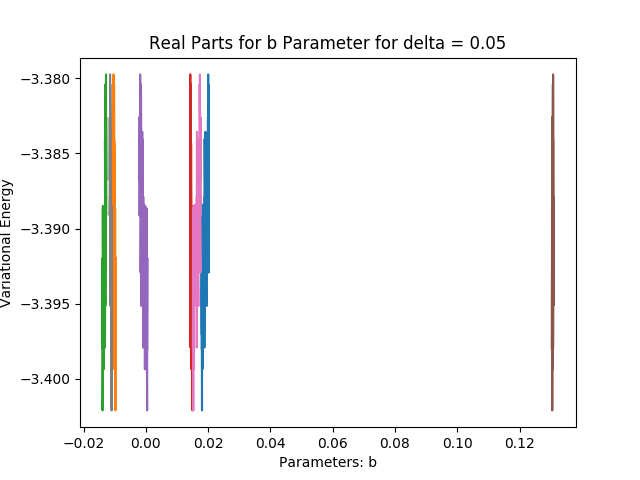 Real Parts for b Parameter for delta = 0.05
−3.380
−3.385
−3.390
−3.395
−3.400
Variational Energy
−0.02 0.00 0.02 0.04 0.06 0.08 0.10 0.12
Parameters: b